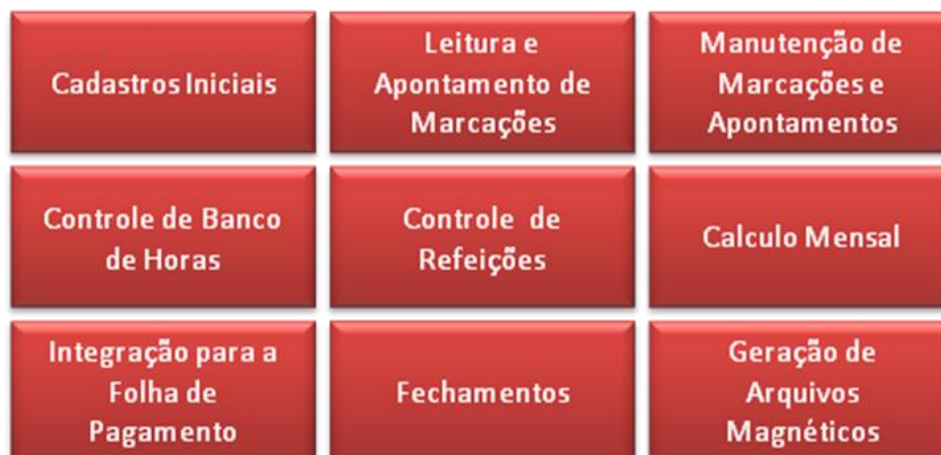 Cadastros Iniciais
Leitura e
Apontamento de
Marcações
Manutenção de
Marcações e
Apontamentos
Controle de Banco
de Horas
Controle de
Refeições
Calculo Mensal
Integração para a
Folha de
Pagamento
Fechamentos
Geração de
Arquivos
Magnéticos